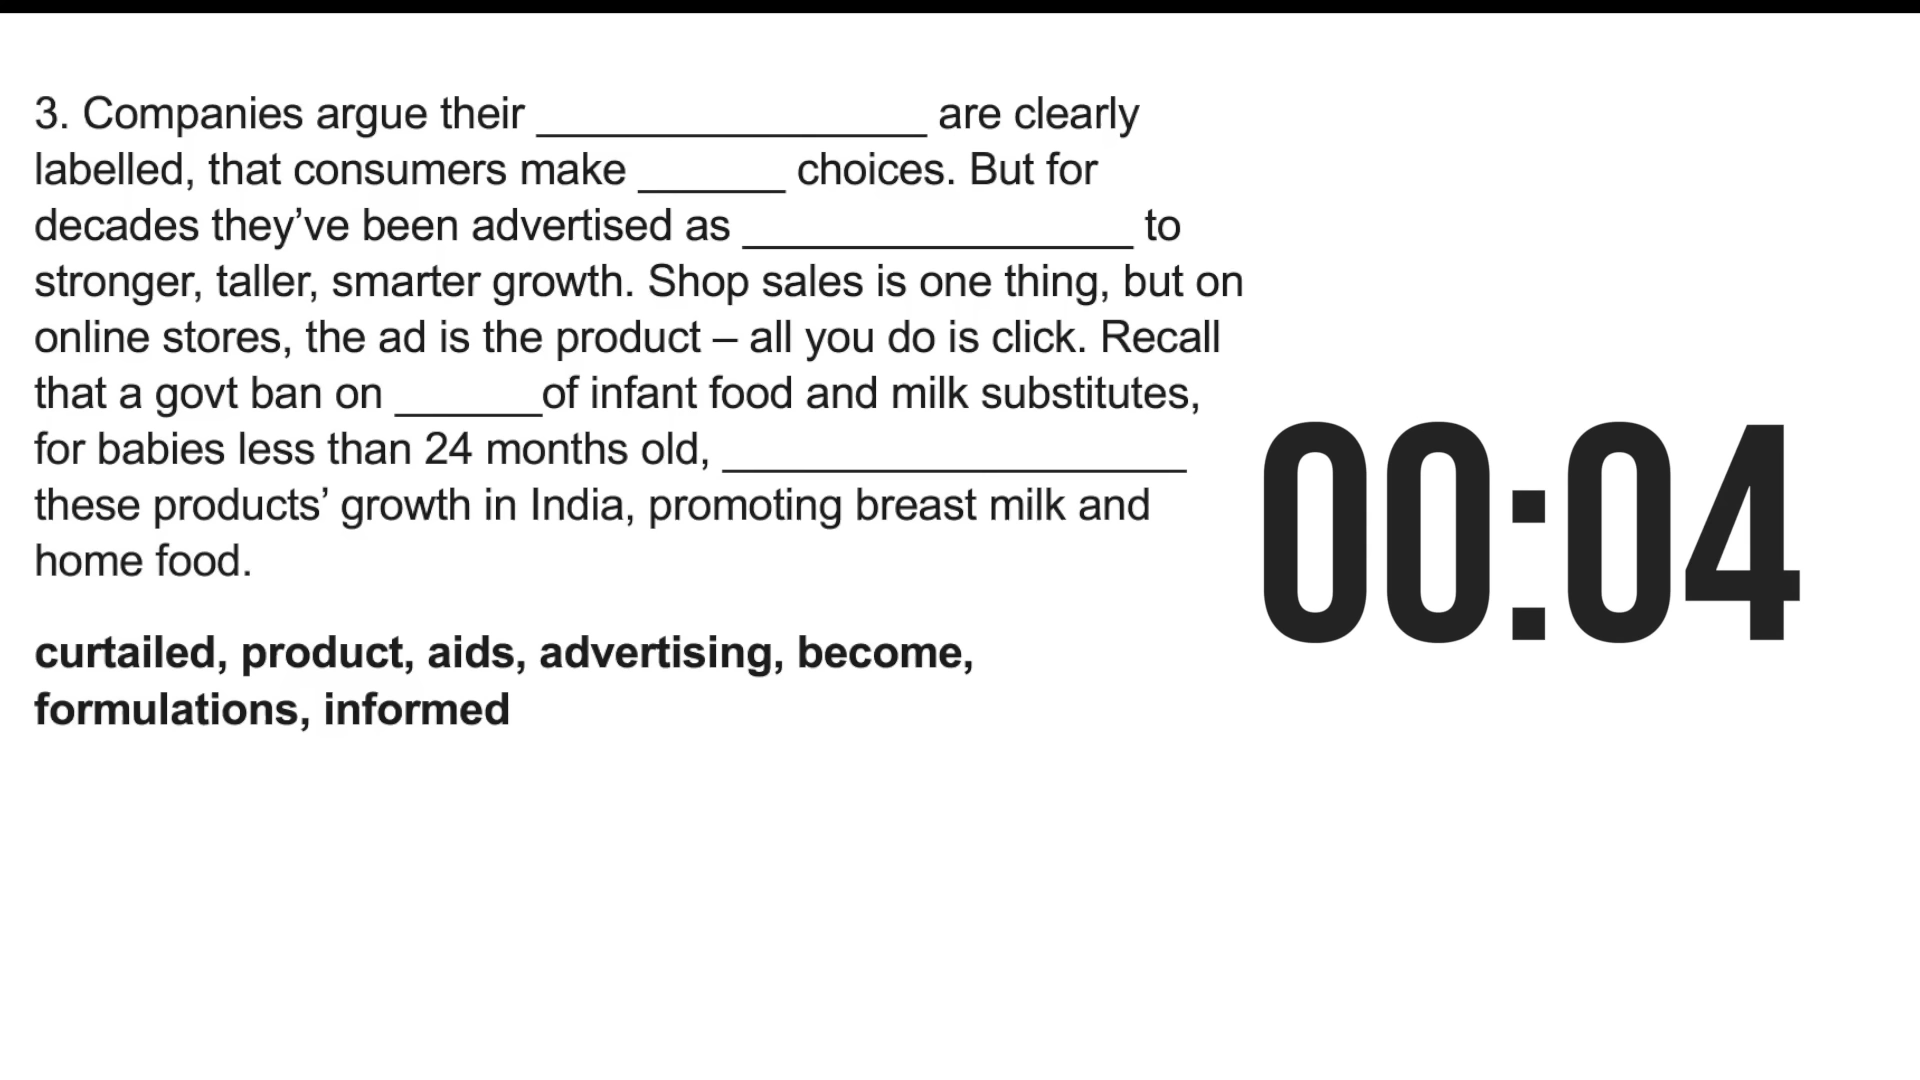 3. Companies argue their ________________ are clearly
labelled, that consumers make ______ choices. But for
decades they’ve been advertised as ________________ to
stronger, taller, smarter growth. Shop sales is one thing, but on
online stores, the ad is the product – all you do is click. Recall
that a govt ban on ______of infant food and milk substitutes,
for babies less than 24 months old, ___________________
these products’ growth in India, promoting breast milk and
home food.
curtailed, product, aids, advertising, become,
formulations, informed
00:04